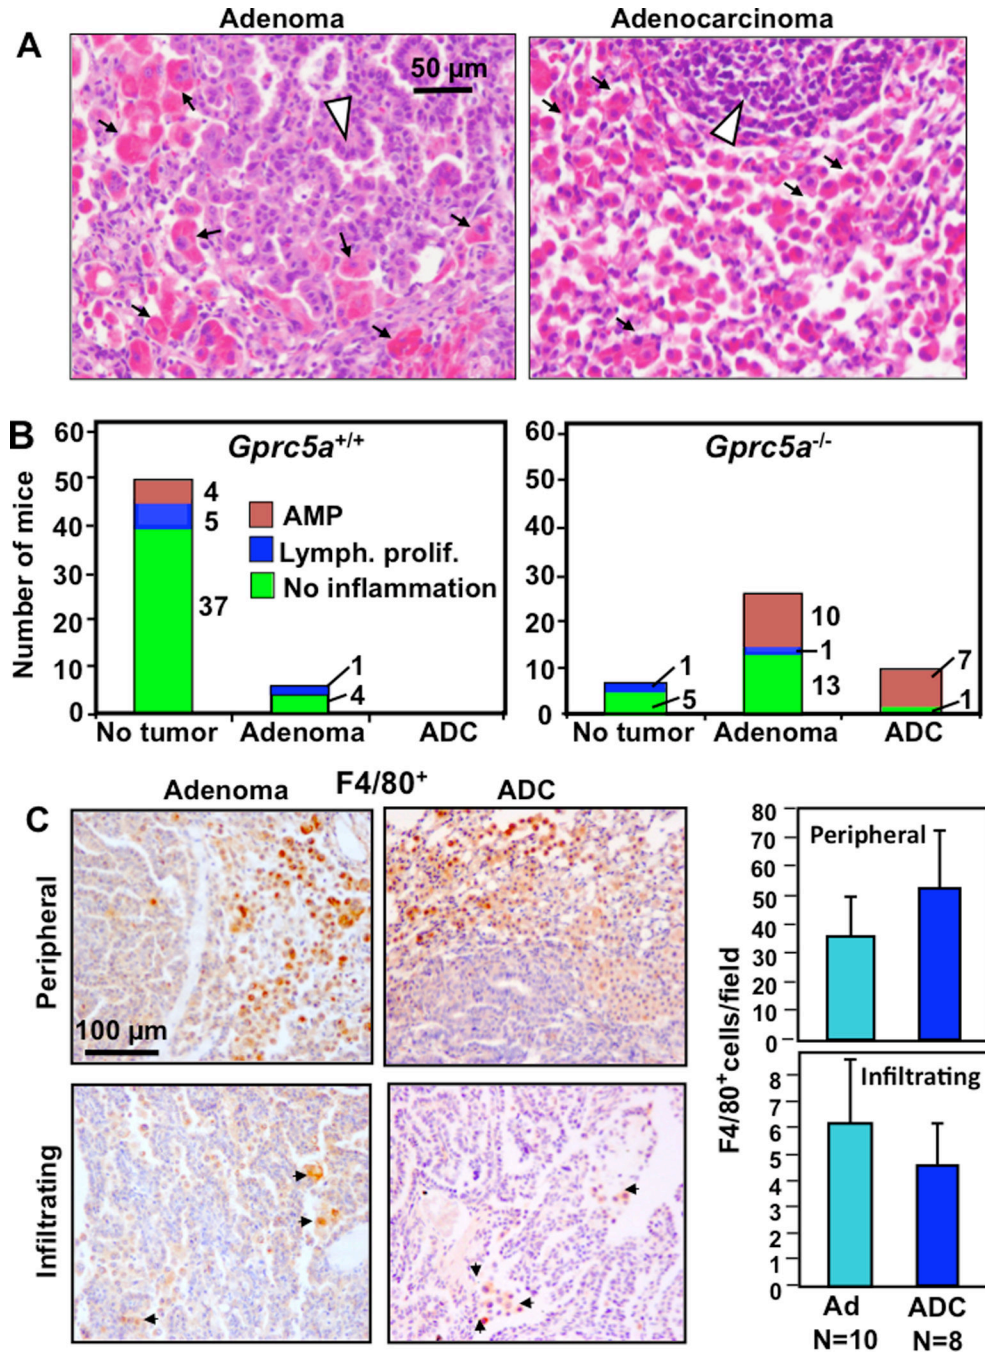 Adenoma
Adenocarcinoma
A
50 µm
B
Number of mice
60
50
40
30
20
10
0
Gprc5a+/+
4
5
37
AMP
Lymph. prolif.
No inflammation
1
4
No tumor
Adenoma
ADC
60
50
40
30
20
10
0
Gprc5a-/-
1
5
10
1
13
7
1
No tumor
Adenoma
ADC
C
F4/80+
Adenoma
ADC
Peripheral
100 µm
Infiltrating
F4/80+cells/field
80
70
60
50
40
30
20
10
0
Peripheral
8
7
6
5
4
3
2
1
0
Infiltrating
Ad
ADC
N=10
N=8